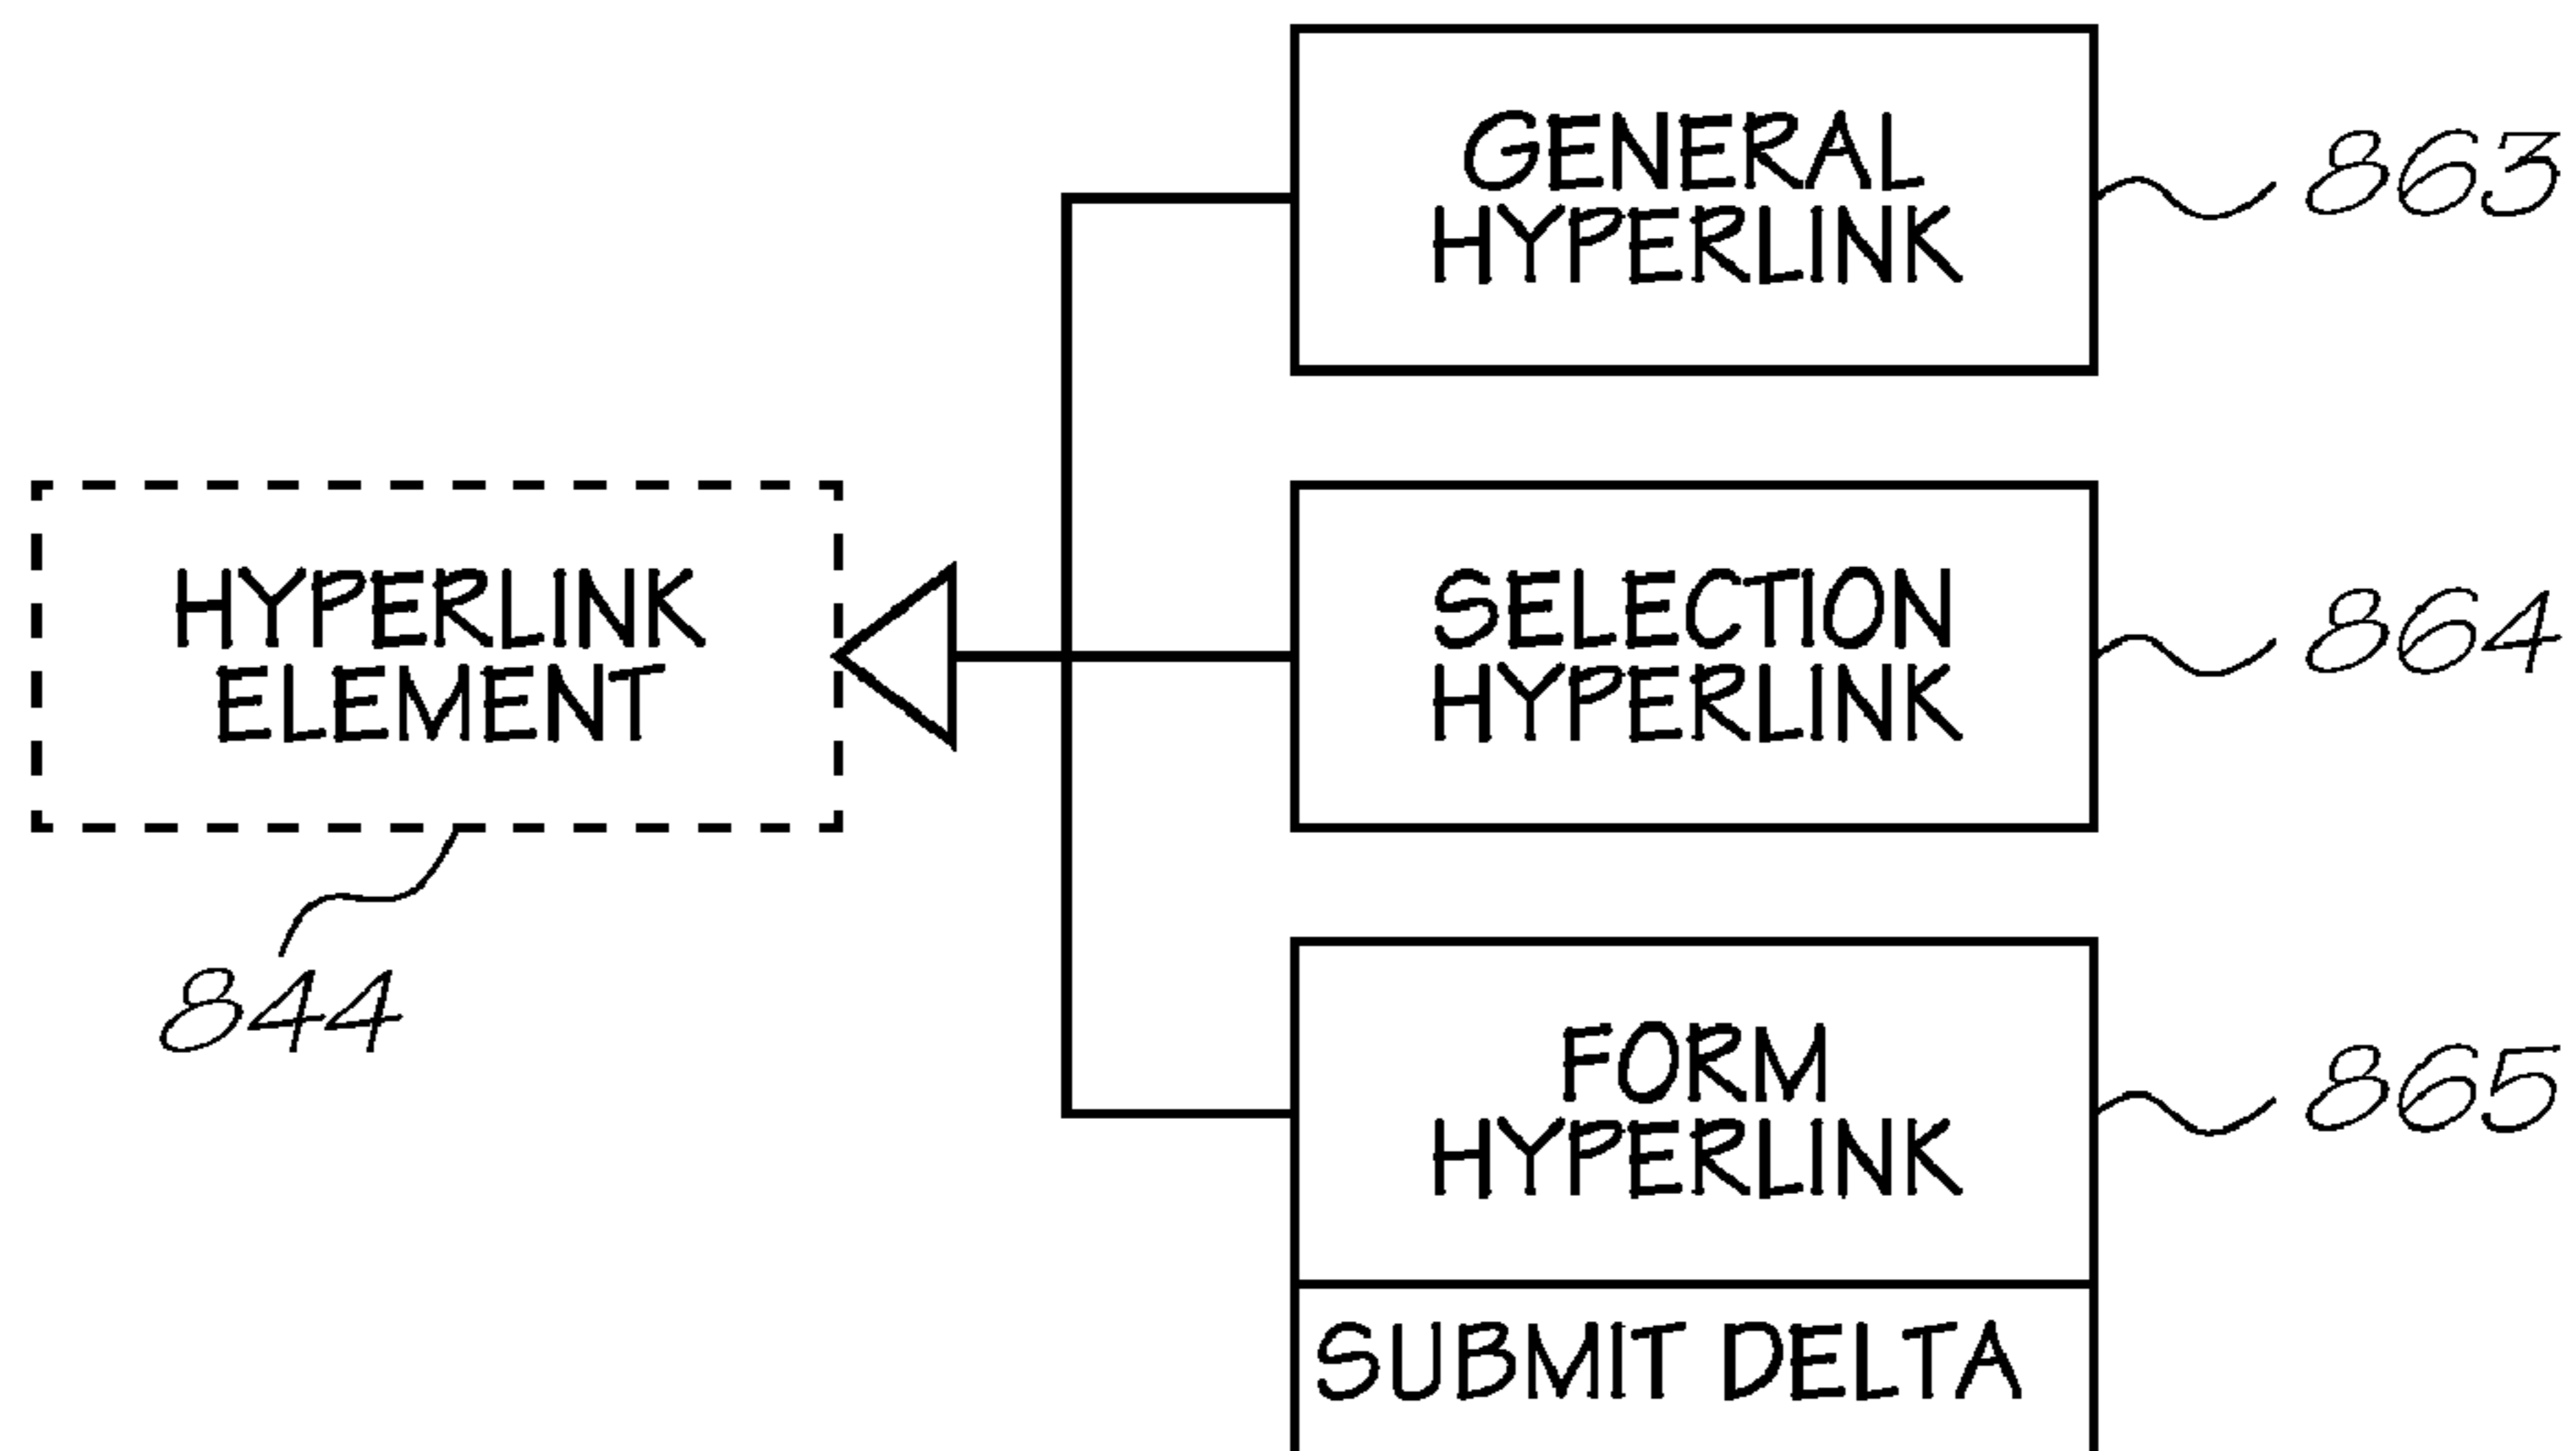 GENERAL
HYPERLINK
863
HYPERLINK
ELEMENT
844
SELECTION
HYPERLINK
864
FORM
HYPERLINK
865
SUBMIT DELTA